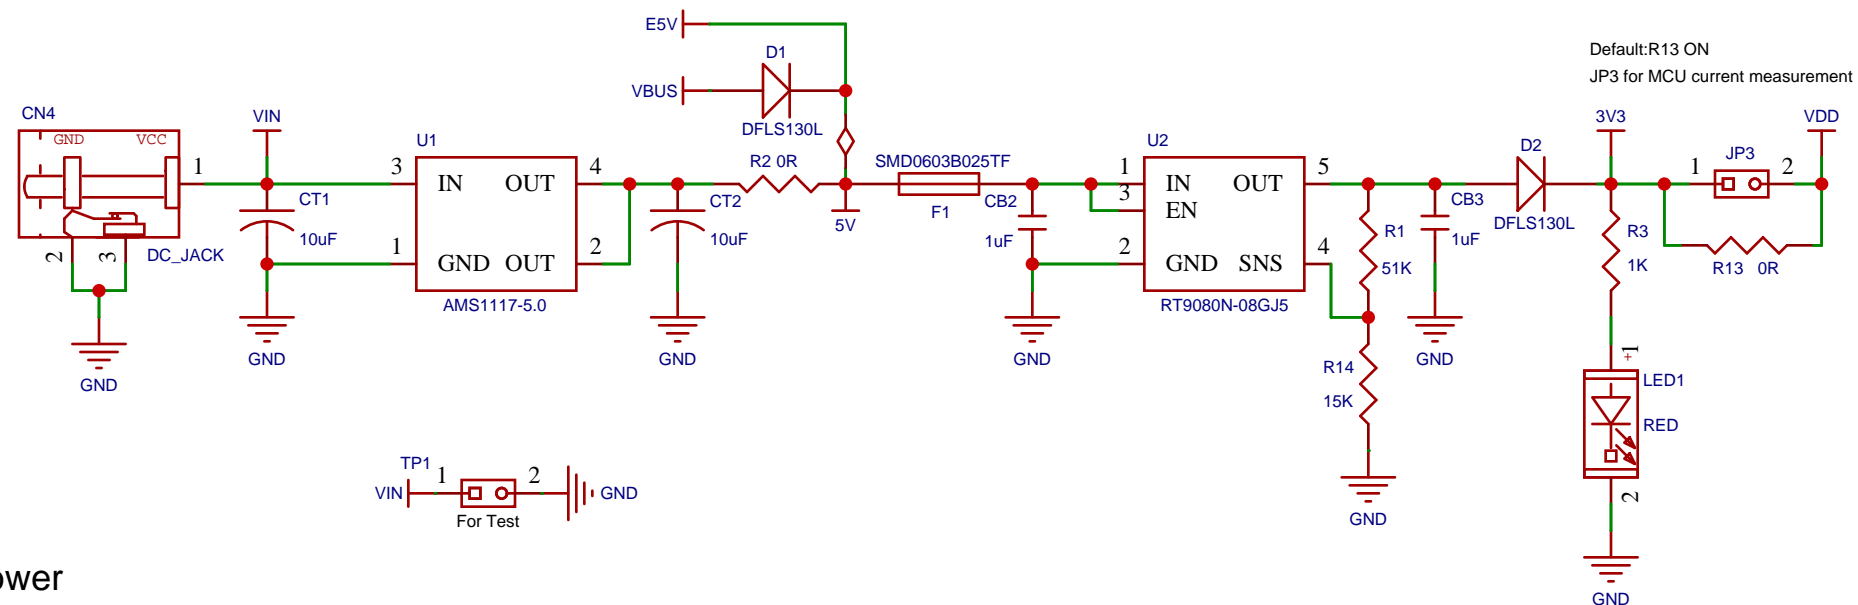 E5V
Default:R13 ON
D1
JP3 for MCU current measurement
VBUS
CN4
VIN
DFLS130L
3V3
VDD
GND VCC
U1
U2
D2
JP3
1
3
IN OUT
4
R2 0R
SMD0603B025TF
1
IN OUT
5
1 2
3
EN
CT1
CT2
F1
CB2
CB3
DFLS130L
5V
R1
R3
10uF
10uF
1uF
1uF
51K
1K
R13 0R
2 3
DC_JACK
1
GND OUT
2
2
GND SNS
4
AMS1117-5.0
RT9080N-08GJ5
GND
GND
GND
GND
GND
R14
15K
+1
LED1
RED
TP1
1 2
VIN
GND
For Test
2
GND
ower
GND